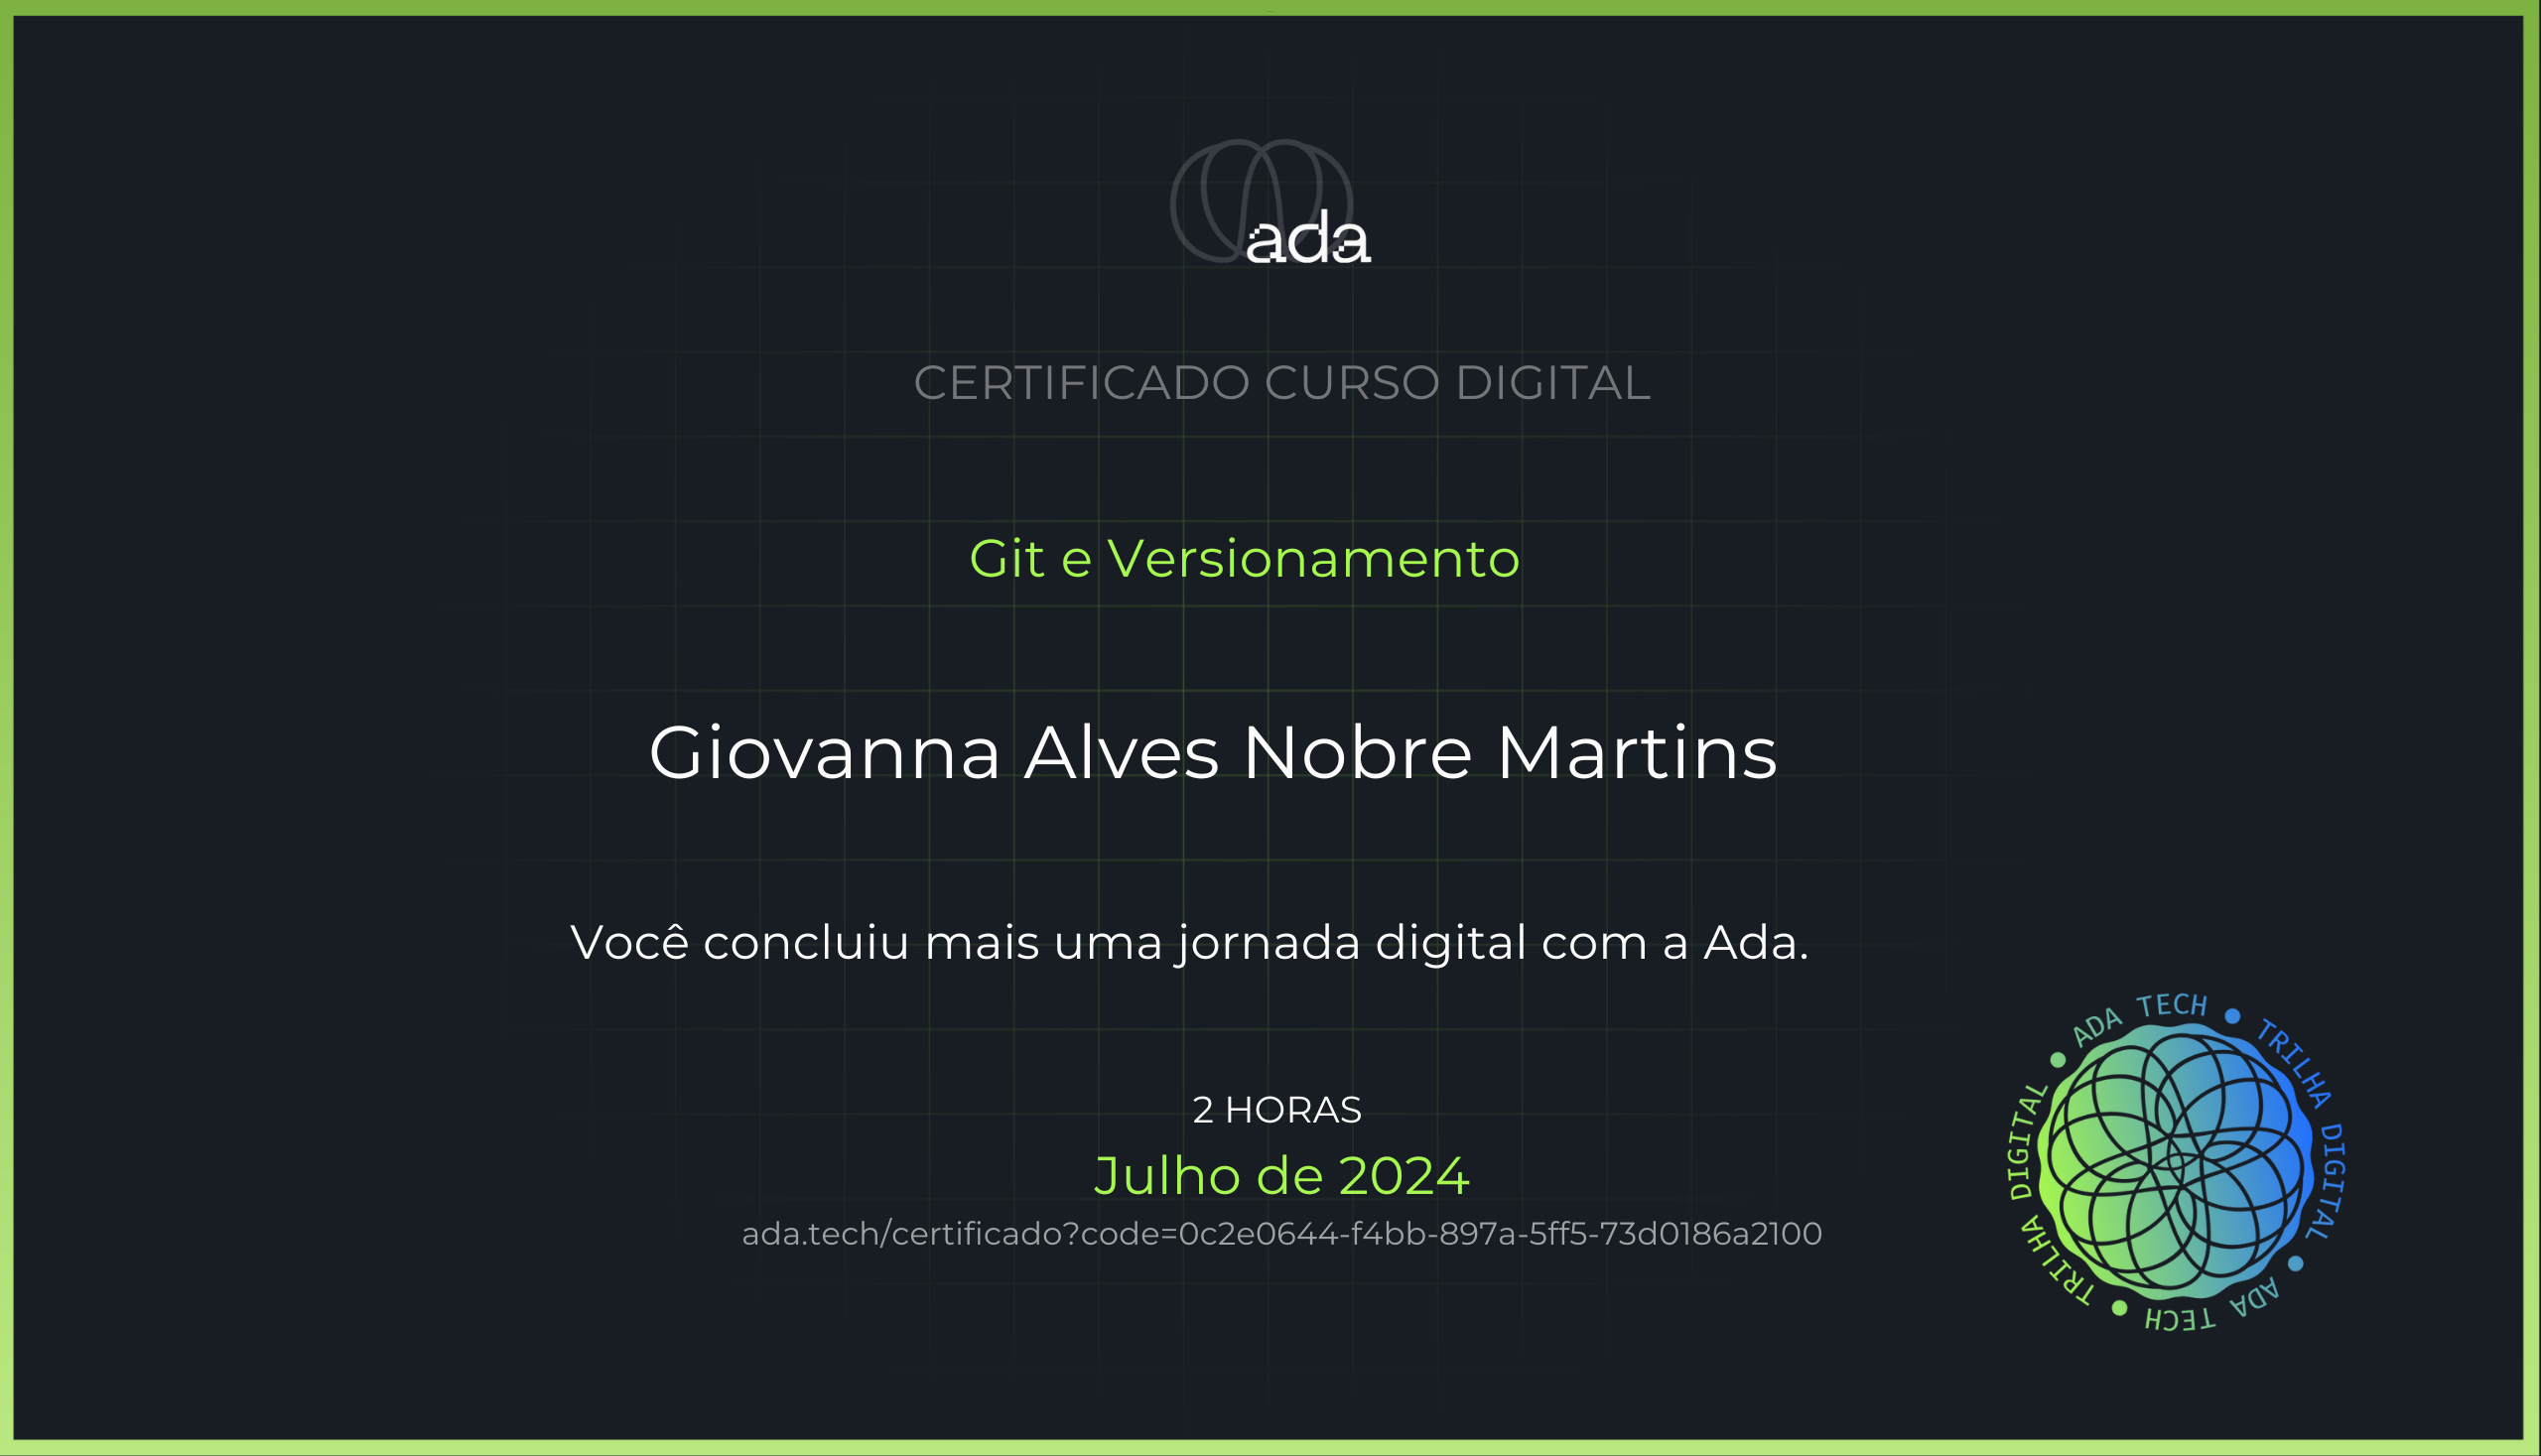 ada
CERTIFICADO CURSO DIGITAL
Git e Versionamento
Giovanna Alves Nobre Martins
Você concluiu mais uma jornada digital com a Ada.
2 HORAS
Julho de 2024
ada.tech/certificado?code=0c2e0644-f4bb-897a-5ff5-73d0186a2100
ADA TECH • TRILHA DIGITAL • ADA TECH • TRILHA DIGITAL •